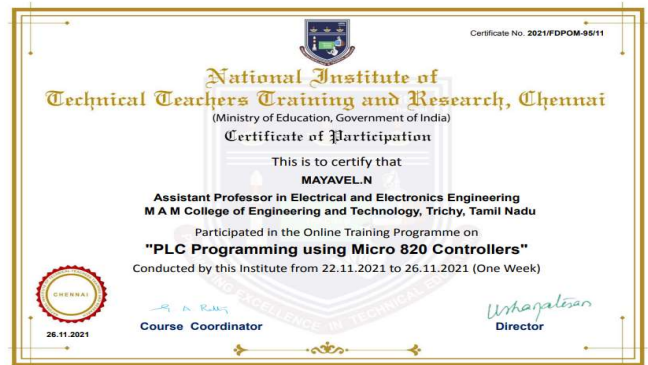 Certificate No. 2021/FDPOM-95/11
National Institute of
Technical Teachers Training and Research, Chennai
(Ministry of Education, Government of India)
Certificate of Participation
This is to certify that
MAYAVEL.N
Assistant Professor in Electrical and Electronics Engineering
M A M College of Engineering and Technology, Trichy, Tamil Nadu
Participated in the Online Training Programme on
"PLC Programming using Micro 820 Controllers"
Conducted by this Institute from 22.11.2021 to 26.11.2021 (One Week)
CHENNAI
Course Coordinator
Director
26.11.2021